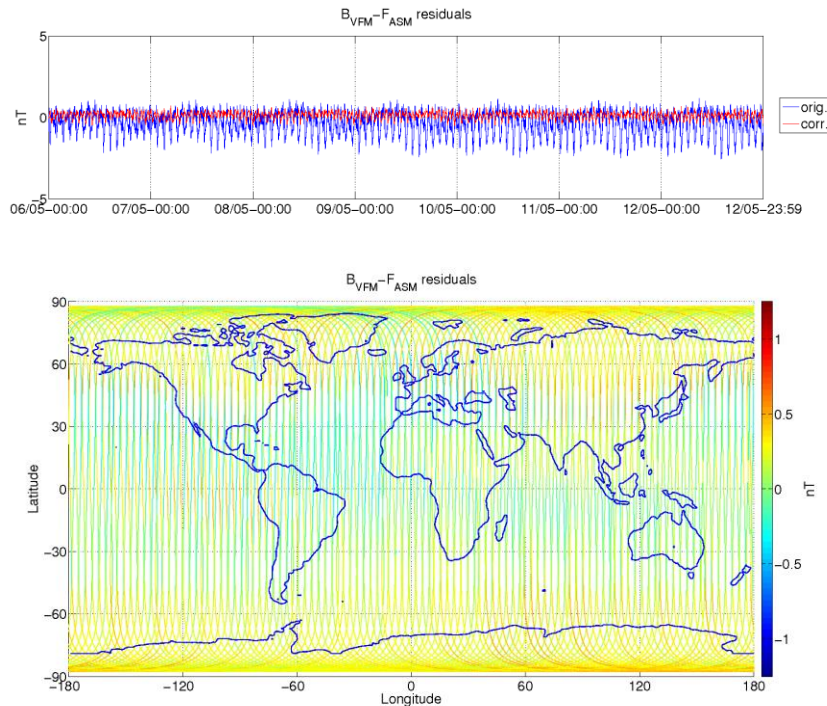 B_VFM−F_ASM residuals
5
0
−5
nT
orig.
corr.
06/05−00:00 07/05−00:00 08/05−00:00 09/05−00:00 10/05−00:00 11/05−00:00 12/05−00:00 12/05−23:59
B_VFM−F_ASM residuals
90
60
30
0
−30
−60
−90
Latitude
−180 −120 −60 0 60 120 180
Longitude
1
0.5
0
−0.5
−1
nT